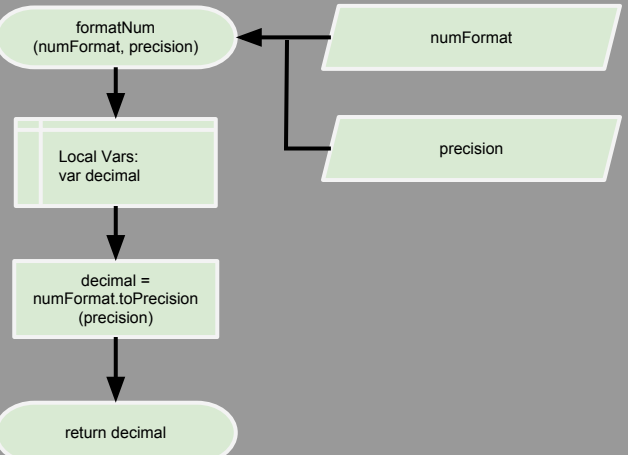 formatNum
(numFormat, precision)
numFormat
precision
Local Vars:
var decimal
decimal =
numFormat.toPrecision
(precision)
return decimal